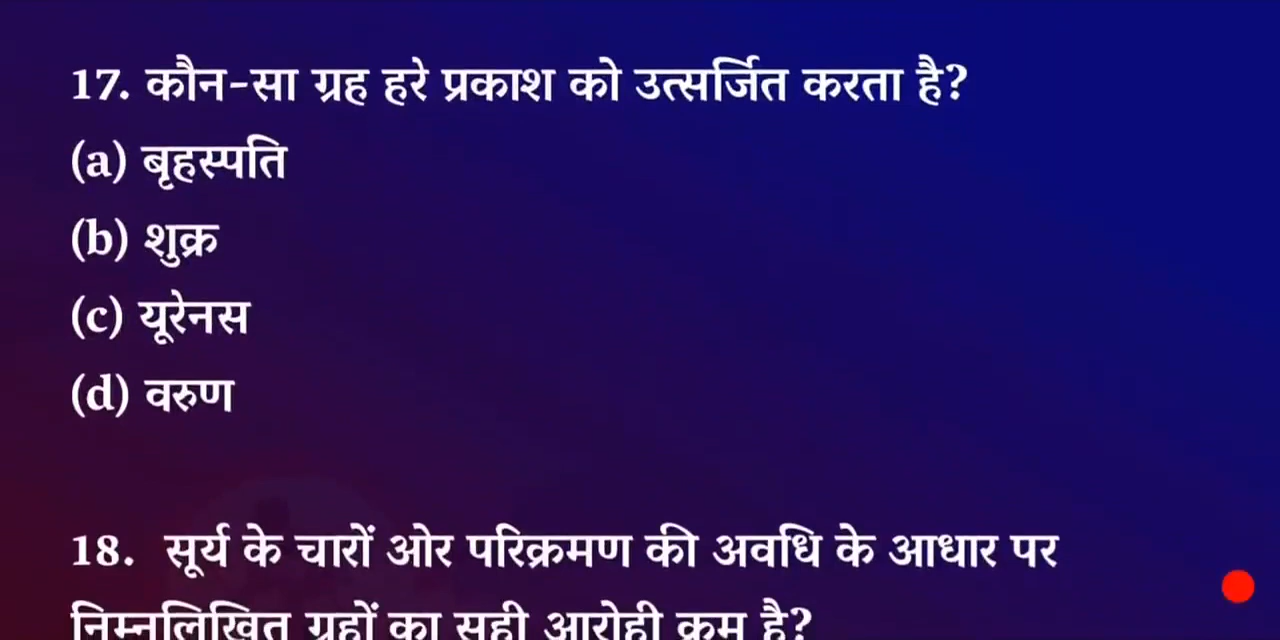 17. कौन-सा ग्रह हरे प्रकाश को उत्सर्जित करता है?
(a) बृहस्पति
(b) शुक्र
(c) यूरेनस
(d) वरुण
18. सूर्य के चारों ओर परिक्रमण की अवधि के आधार पर
निम्नलिखित ग्रहों का सही आरोही क्रम है?